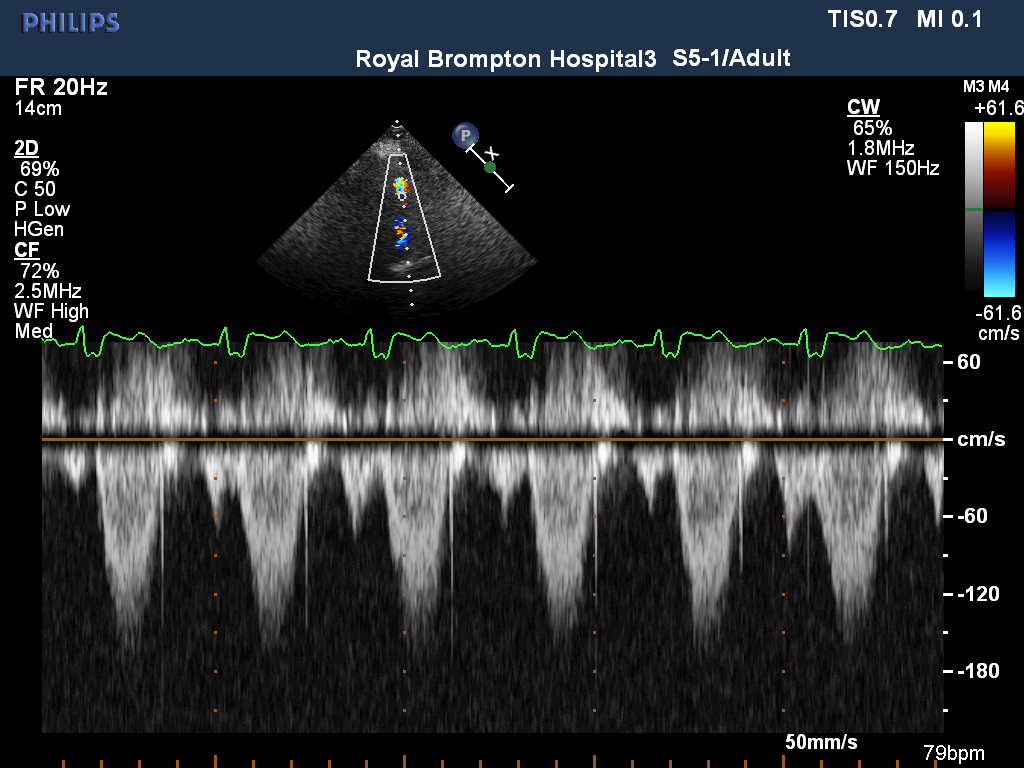 PHILIPS
TIS0.7 MI 0.1
Royal Brompton Hospital3 S5-1/Adult
FR 20Hz
14cm
2D
69%
C 50
P Low
HGen
CF
72%
2.5MHz
WF High
Med
P
X
CW
65%
1.8MHz
WF 150Hz
M3 M4
+61.6
-61.6
cm/s
60
cm/s
-60
-120
-180
50mm/s
79bpm